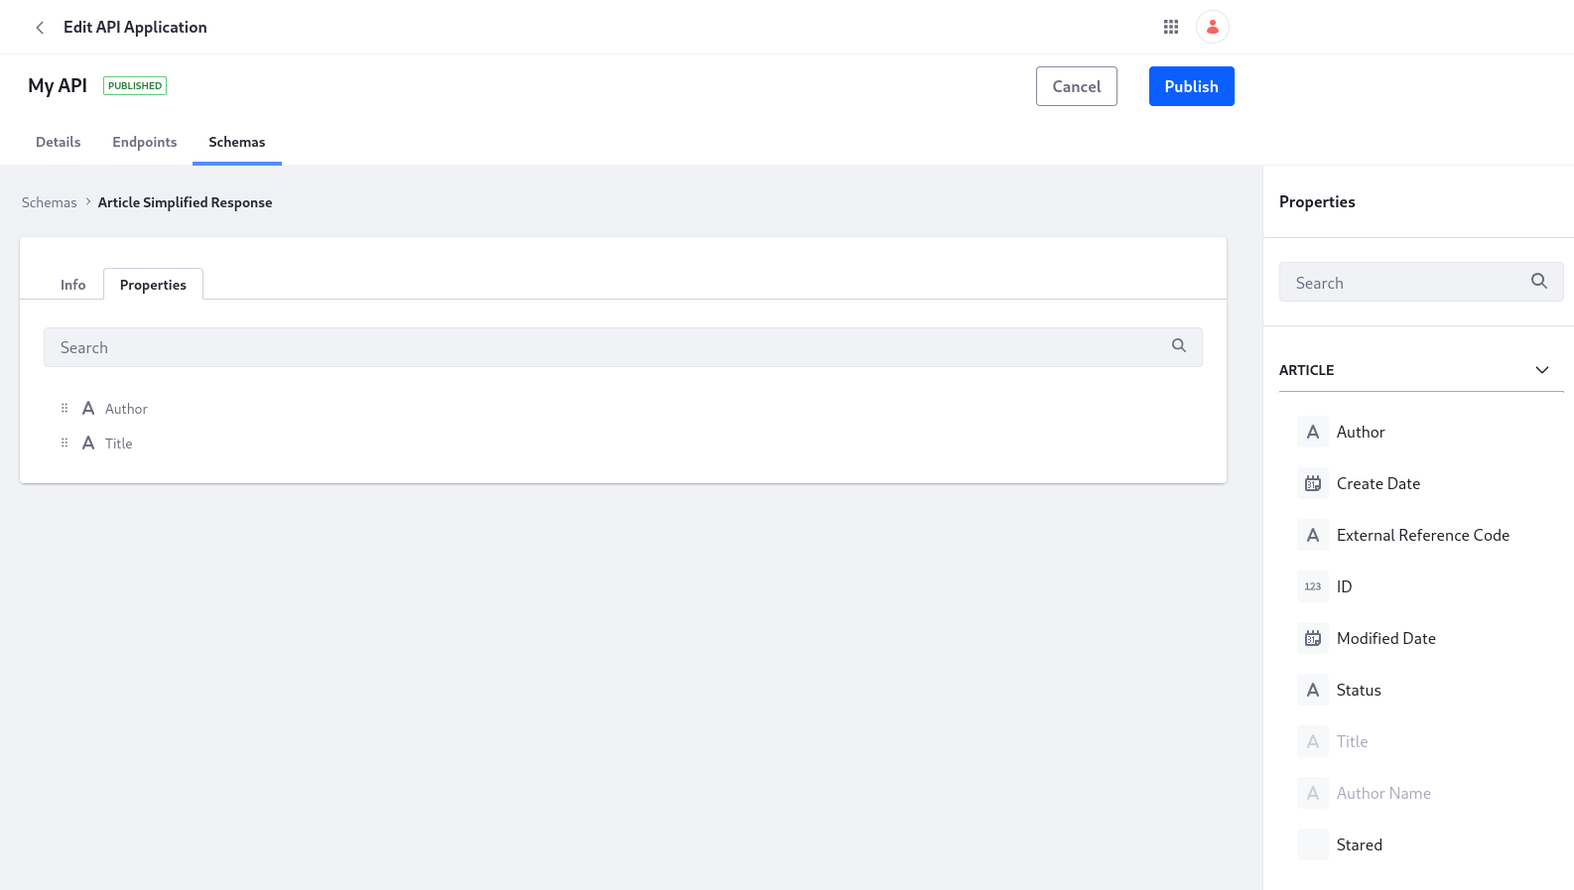 Edit API Application
My API PUBLISHED
Cancel Publish
Details Endpoints Schemas
Schemas Article Simplified Response
Info Properties
Search
A Author
A Title
Properties
Search
ARTICLE
A Author
31 Create Date
A External Reference Code
123 ID
31 Modified Date
A Status
A Title
A Author Name
Stared